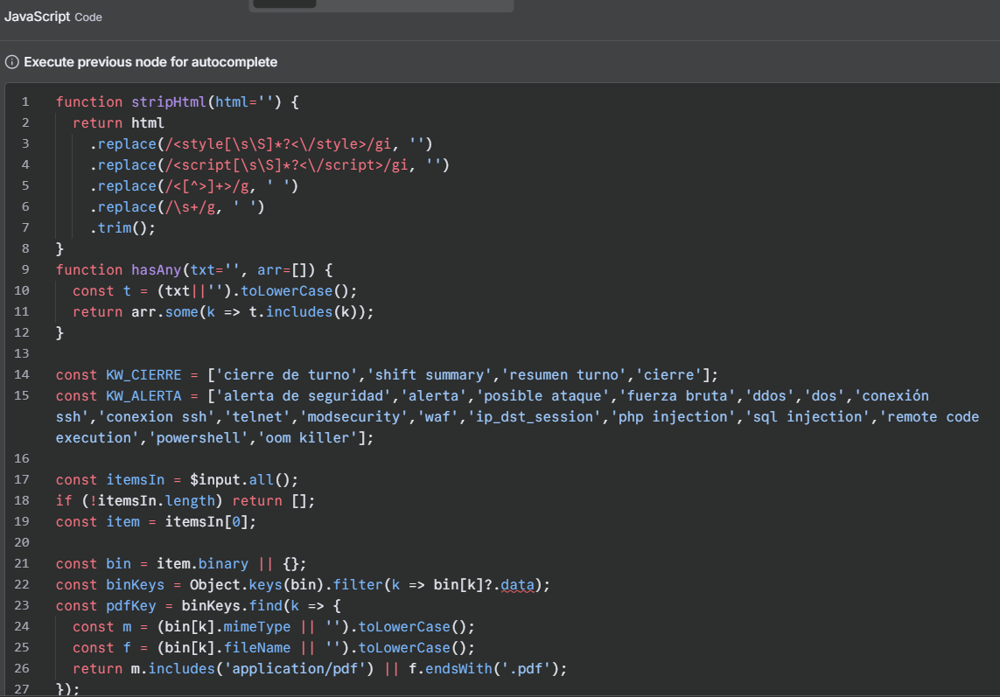 JavaScript Code
Execute previous node for autocomplete
1 function stripHtml(html='') {
2 return html
3 .replace(/<style[\s\S]*?<\/style>/gi, '')
4 .replace(/<script[\s\S]*?<\/script>/gi, '')
5 .replace(/<[^>]+>/g, ' ')
6 .replace(/\s+/g, ' ')
7 .trim();
8 }
9 function hasAny(txt='', arr=[]) {
10 const t = (txt||'').toLowerCase();
11 return arr.some(k => t.includes(k));
12 }
13
14 const KW_CIERRE = ['cierre de turno','shift summary','resumen turno','cierre'];
15 const KW_ALERTA = ['alerta de seguridad','alerta','posible ataque','fuerza bruta','ddos','dos','conexión
ssh','conexion ssh','telnet','modsecurity','waf','ip_dst_session','php injection','sql injection','remote code
execution','powershell','oom killer'];
16
17 const itemsIn = $input.all();
18 if (!itemsIn.length) return [];
19 const item = itemsIn[0];
20
21 const bin = item.binary || {};
22 const binKeys = Object.keys(bin).filter(k => bin[k]?.data);
23 const pdfKey = binKeys.find(k => {
24 const m = (bin[k].mimeType || '').toLowerCase();
25 const f = (bin[k].fileName || '').toLowerCase();
26 return m.includes('application/pdf') || f.endsWith('.pdf');
27 });